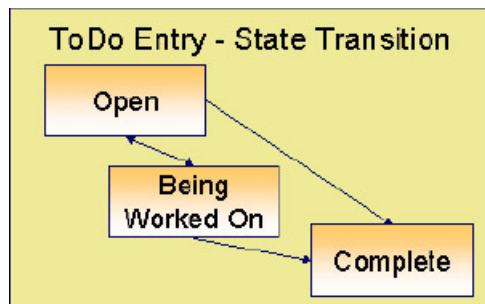 ToDo Entry - State Transition
Open
Being
Worked On
Complete